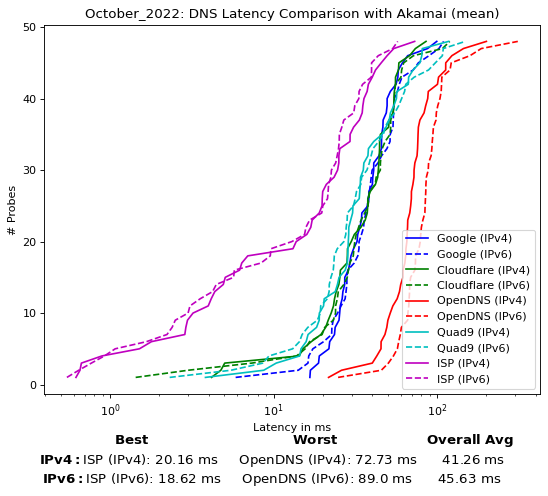 October_2022: DNS Latency Comparison with Akamai (mean)
50
40
30
20
10
0
# Probes
Google (IPv4)
Google (IPv6)
Cloudflare (IPv4)
Cloudflare (IPv6)
OpenDNS (IPv4)
OpenDNS (IPv6)
Quad9 (IPv4)
Quad9 (IPv6)
ISP (IPv4)
ISP (IPv6)
10⁰ 10¹ 10²
Latency in ms
Best Worst Overall Avg
IPv4: ISP (IPv4): 20.16 ms OpenDNS (IPv4): 72.73 ms 41.26 ms
IPv6: ISP (IPv6): 18.62 ms OpenDNS (IPv6): 89.0 ms 45.63 ms